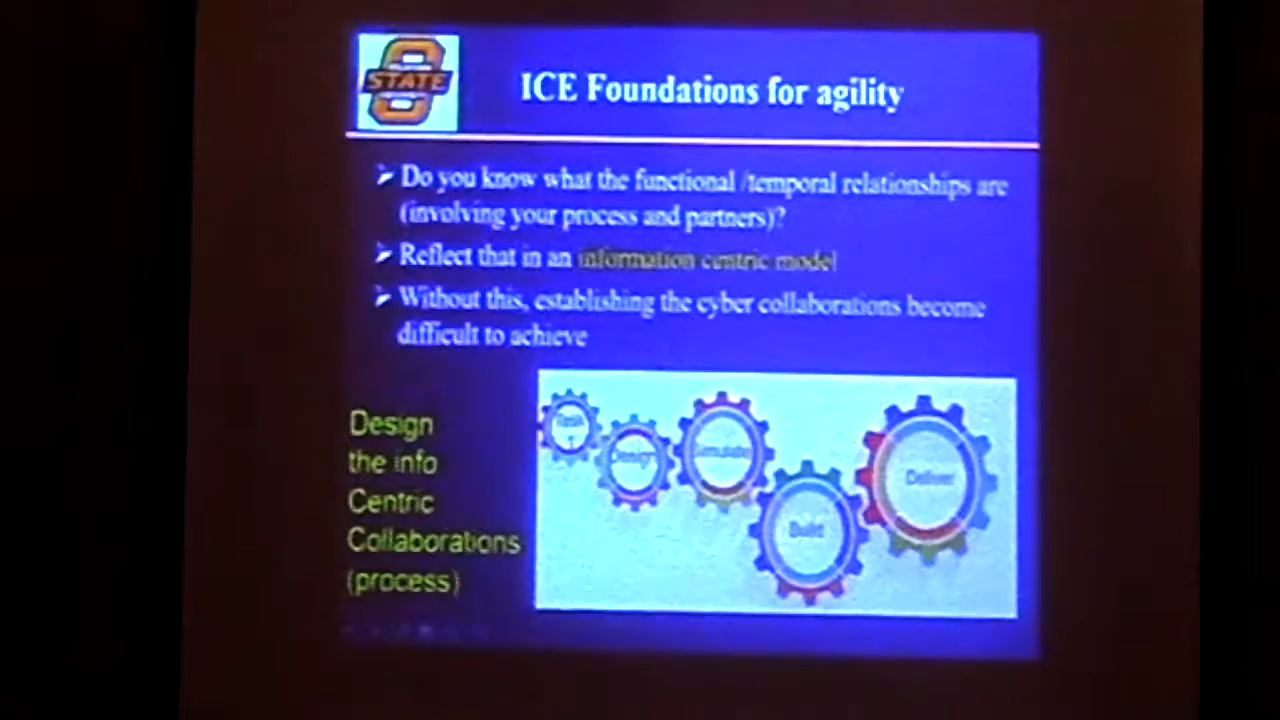 STATE
ICE Foundations for agility
➢ Do you know what the functional /temporal relationships are
(involving your process and partners)?
➢ Reflect that in an information centric model
➢ Without this, establishing the cyber collaborations become
difficult to achieve
Design
the info
Centric
Collaborations
(process)
Design
Build
Deliver